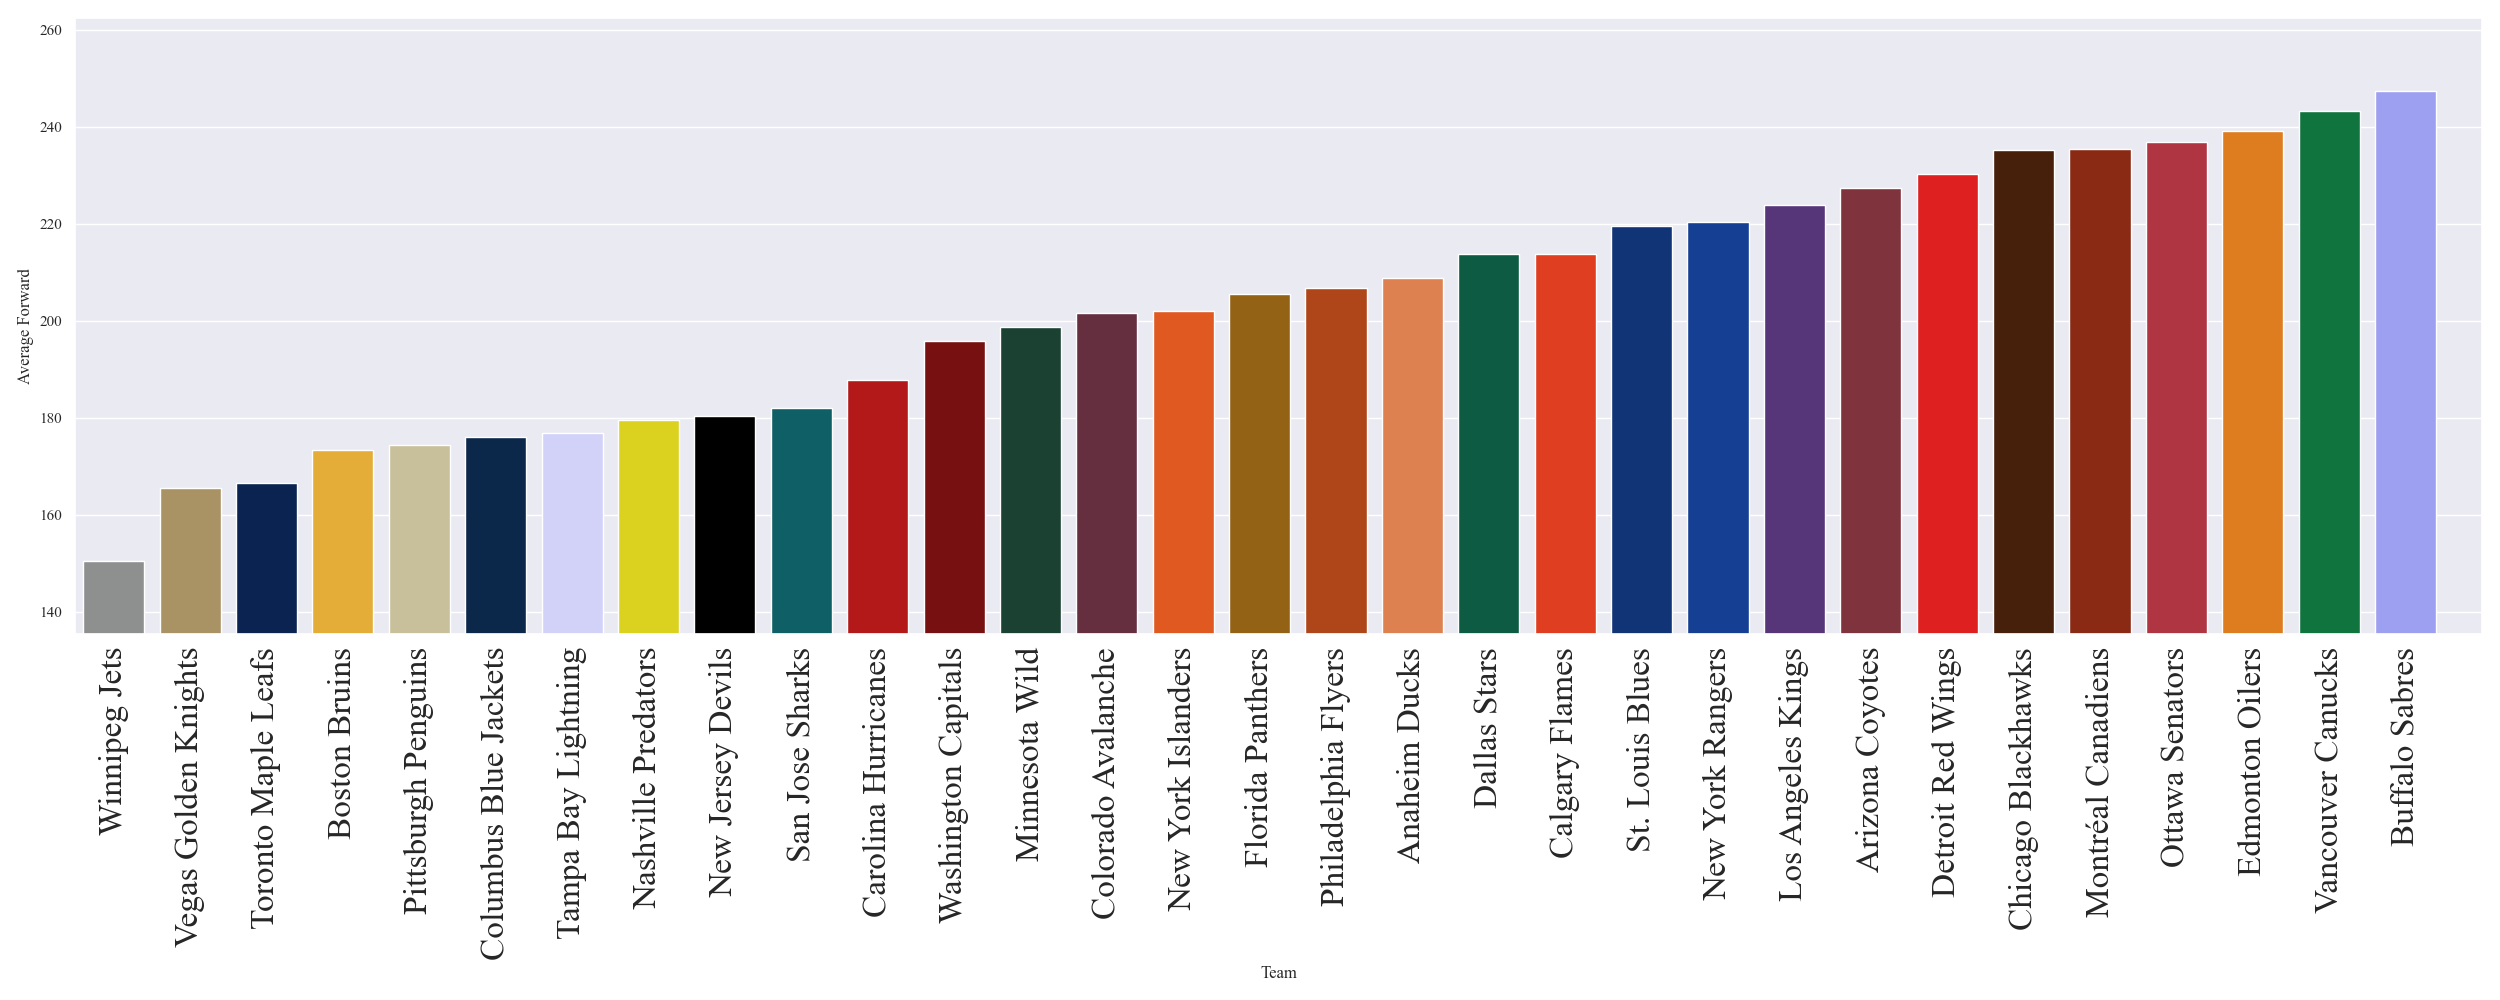 260
240
220
200
180
160
140
Average Forward
Winnipeg Jets
Vegas Golden Knights
Toronto Maple Leafs
Boston Bruins
Pittsburgh Penguins
Columbus Blue Jackets
Tampa Bay Lightning
Nashville Predators
New Jersey Devils
San Jose Sharks
Carolina Hurricanes
Washington Capitals
Minnesota Wild
Colorado Avalanche
New York Islanders
Florida Panthers
Philadelphia Flyers
Anaheim Ducks
Dallas Stars
Calgary Flames
St. Louis Blues
New York Rangers
Los Angeles Kings
Arizona Coyotes
Detroit Red Wings
Chicago Blackhawks
Montréal Canadiens
Ottawa Senators
Edmonton Oilers
Vancouver Canucks
Buffalo Sabres
Team